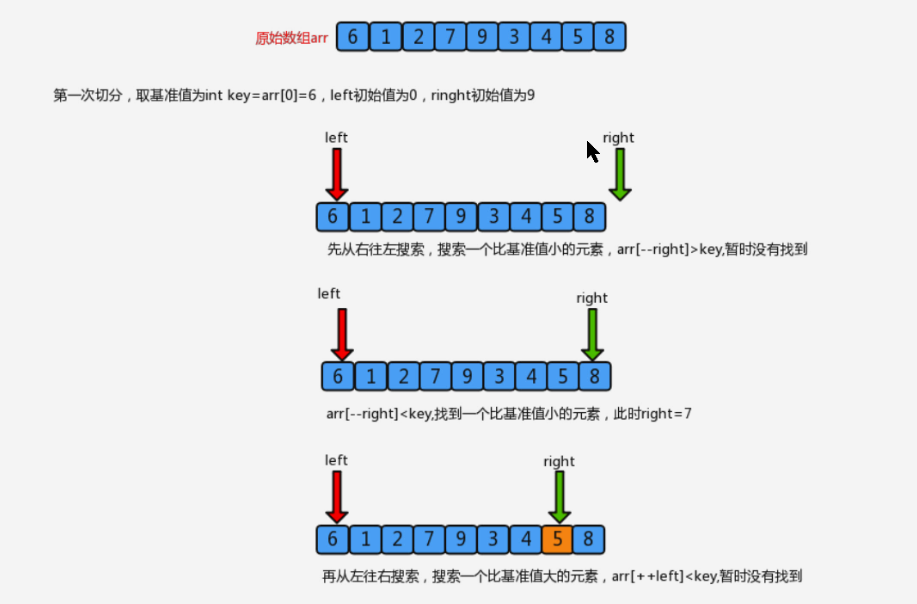 原始数组arr 6 1 2 7 9 3 4 5 8
第一次切分，取基准值为int key=arr[0]=6，left初始值为0，ringht初始值为9
left right
6 1 2 7 9 3 4 5 8
先从右往左搜索，搜索一个比基准值小的元素，arr[--right]>key,暂时没有找到
left right
6 1 2 7 9 3 4 5 8
arr[--right]<key,找到一个比基准值小的元素，此时right=7
left right
6 1 2 7 9 3 4 5 8
再从左往右搜索，搜索一个比基准值大的元素，arr[++left]<key,暂时没有找到